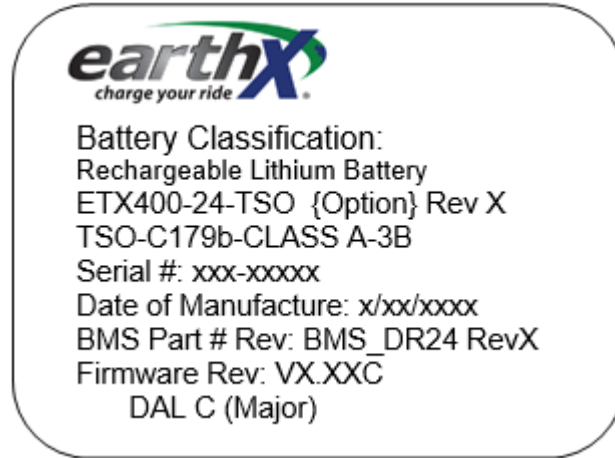 earthX.
charge your ride
Battery Classification:
Rechargeable Lithium Battery
ETX400-24-TSO {Option} Rev X
TSO-C179b-CLASS A-3B
Serial #: xxx-xxxxx
Date of Manufacture: x/xx/xxxx
BMS Part # Rev: BMS_DR24 RevX
Firmware Rev: VX.XXC
DAL C (Major)